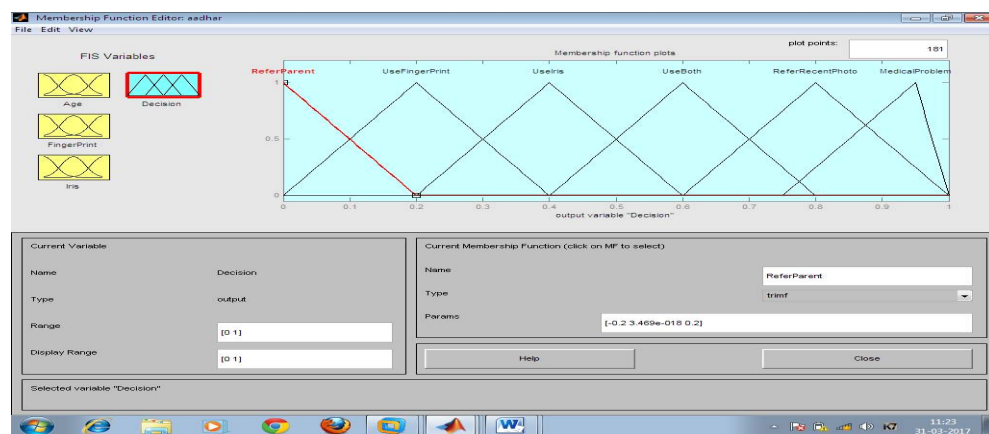 Membership Function Editor: aadhar
File Edit View
FIS Variables
Age
Decision
FingerPrint
Iris
Membership function plots
plot points:
181
ReferParent UseFingerPrint UseIris UseBoth ReferRecentPhoto MedicalProblem
1
0.5
0
0 0.1 0.2 0.3 0.4 0.5 0.6 0.7 0.8 0.9 1
output variable "Decision"
Current Variable
Name Decision
Type output
Range [0 1]
Display Range [0 1]
Current Membership Function (click on MF to select)
Name ReferParent
Type trimf
Params [-0.2 3.469e-018 0.2]
Help
Close
Selected variable "Decision"
W
K7
11:23
31-03-2017